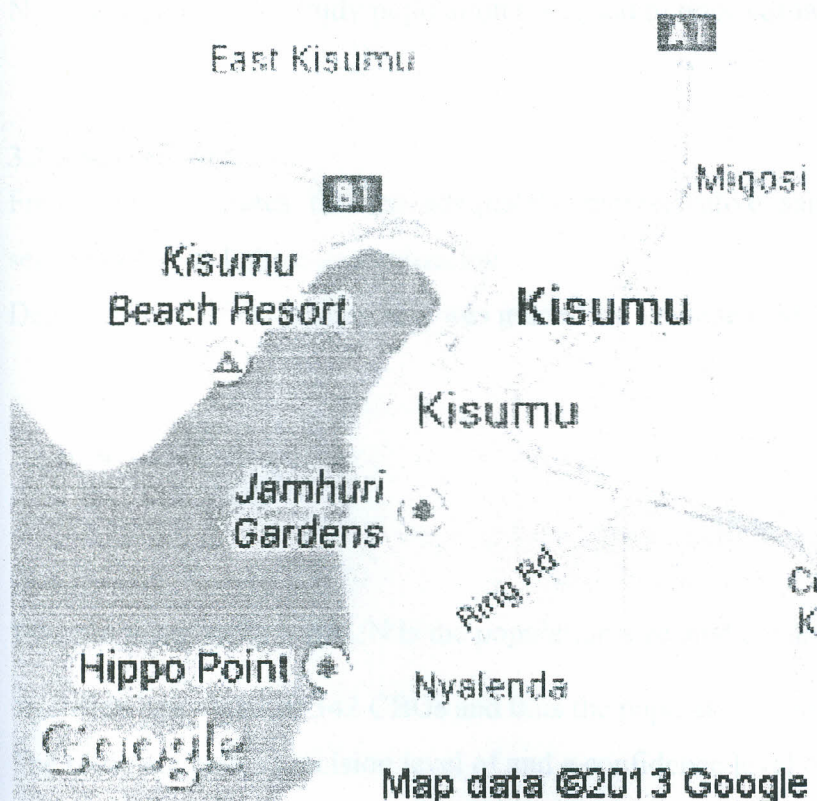 East Kisumu
A1
Migosi
B1
Kisumu
Beach Resort
Kisumu
Kisumu
Jamhuri
Gardens
Ring Rd
Hippo Point
Nyalenda
Google
Map data ©2013 Google